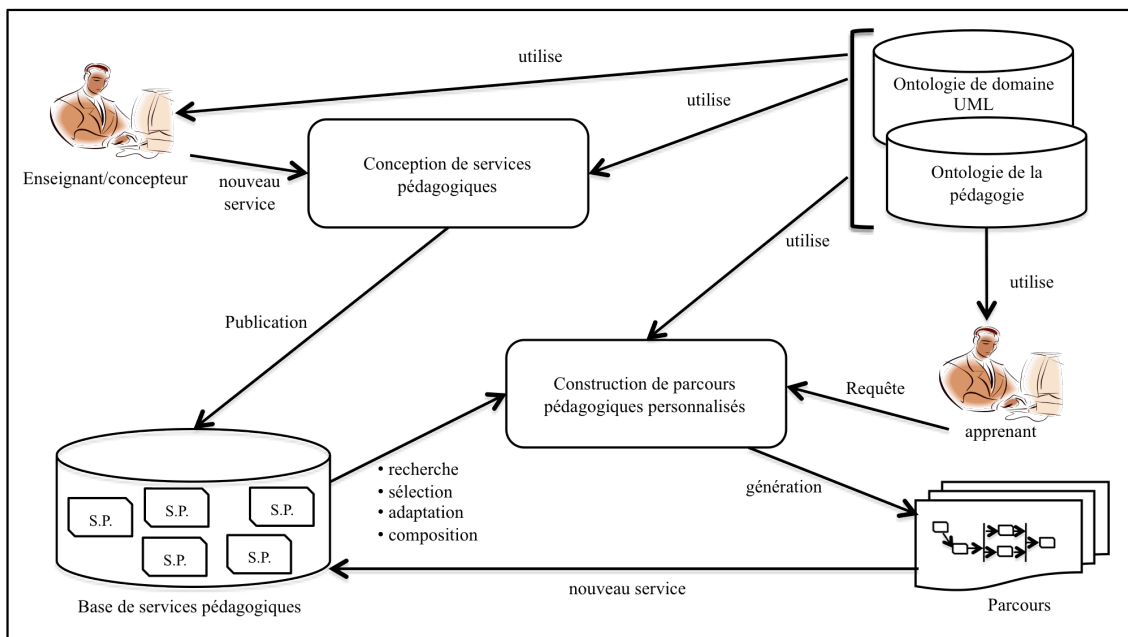 utilise
Ontologie de domaine
UML
utilise
Conception de services
pédagogiques
Ontologie de la
pédagogie
Enseignant/concepteur
nouveau
service
utilise
utilise
Publication
Construction de parcours
pédagogiques personnalisés
Requête
apprenant
• recherche
• sélection
• adaptation
• composition
génération
S.P.
S.P.
S.P.
S.P.
S.P.
nouveau service
Base de services pédagogiques
Parcours